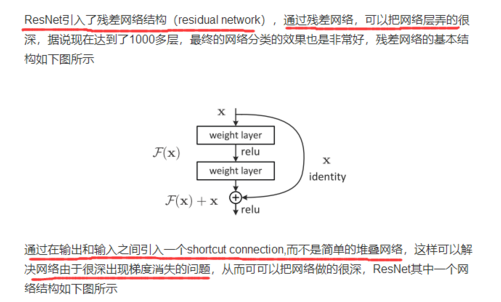 ResNet引入了残差网络结构（residual network），通过残差网络，可以把网络层弄的很
深，据说现在达到了1000多层，最终的网络分类的效果也是非常好，残差网络的基本结
构如下图所示
x
weight layer
F(x)
relu
x
weight layer
identity
F(x) + x
relu
通过在输出和输入之间引入一个shortcut connection,而不是简单的堆叠网络，这样可以解
决网络由于很深出现梯度消失的问题，从而可可以把网络做的很深，ResNet其中一个网
络结构如下图所示